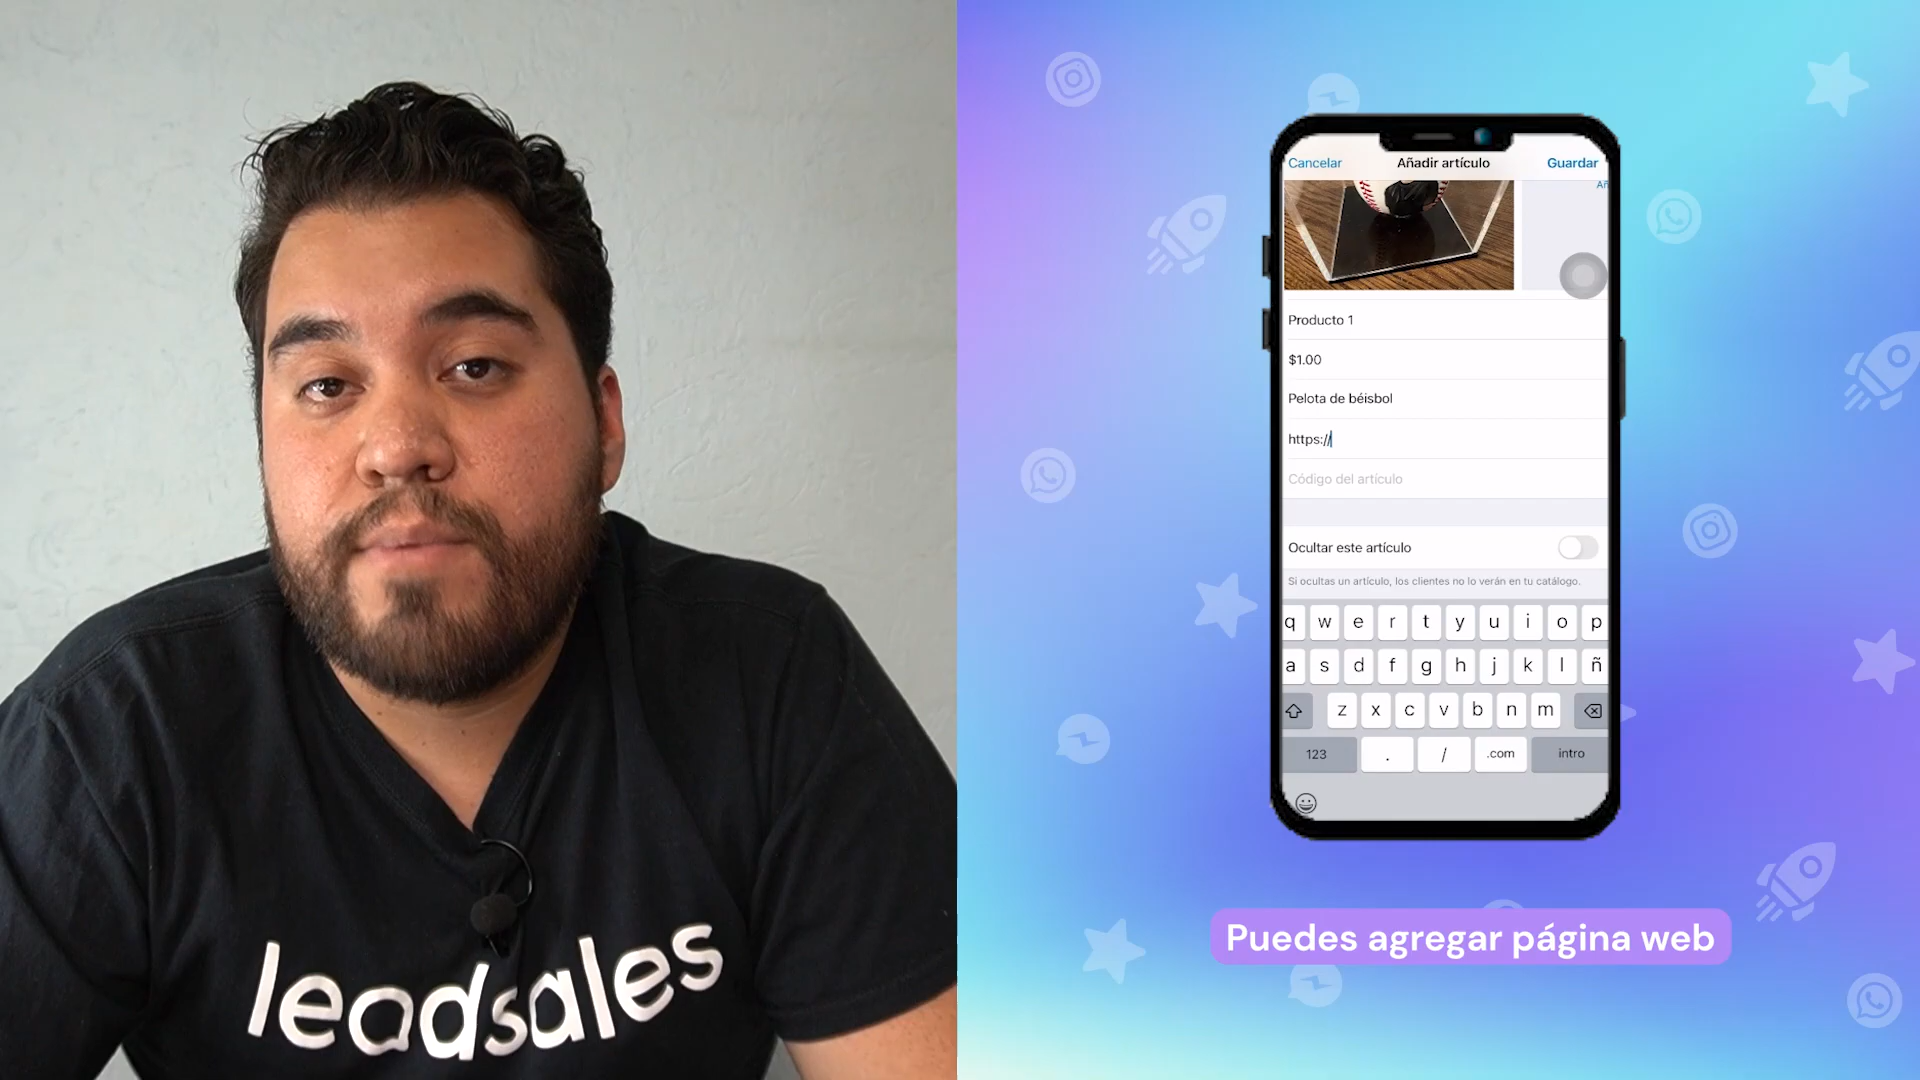 leadsales
Cancelar Añadir artículo Guardar
Añ
Producto 1
$1.00
Pelota de béisbol
https://
Código del artículo
Ocultar este artículo
Si ocultas un artículo, los clientes no lo verán en tu catálogo.
q w e r t y u i o p
a s d f g h j k l ñ
z x c v b n m
123 . / .com intro
Puedes agregar página web